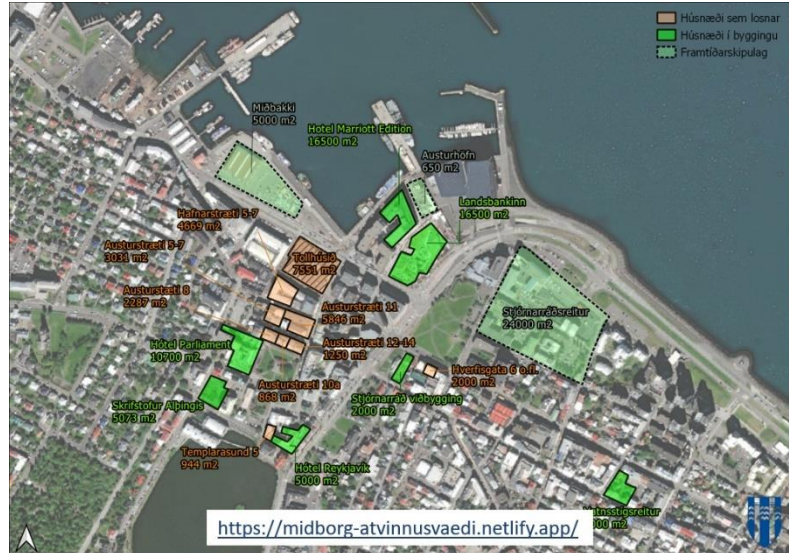 Húsnæði sem losnar
Húsnæði í byggingu
Framtíðarskipulag
Miðbakki
5000 m2
Hotel Marriott Edition
16500 m2
Austurhöfn
650 m2
Landsbankinn
16500 m2
Hafnarstræti 5-7
4669 m2
Austurstræti 5-7
3031 m2
Tollhúsið
7551 m2
Austurstæti 8
2287 m2
Austurstræti 11
5846 m2
Stjórnarráðsreitur
24000 m2
Hótel Parliament
10700 m2
Austurstræti 12-14
1250 m2
Hverfisgata 6 o.fl.
2000 m2
Austurstræti 10a
868 m2
Stjórnarráð viðbygging
2000 m2
Skrifstofur Alþingis
5073 m2
Templarasund 5
944 m2
Hótel Reykjavík
5000 m2
m2
https://midborg-atvinnusvaedi.netlify.app/